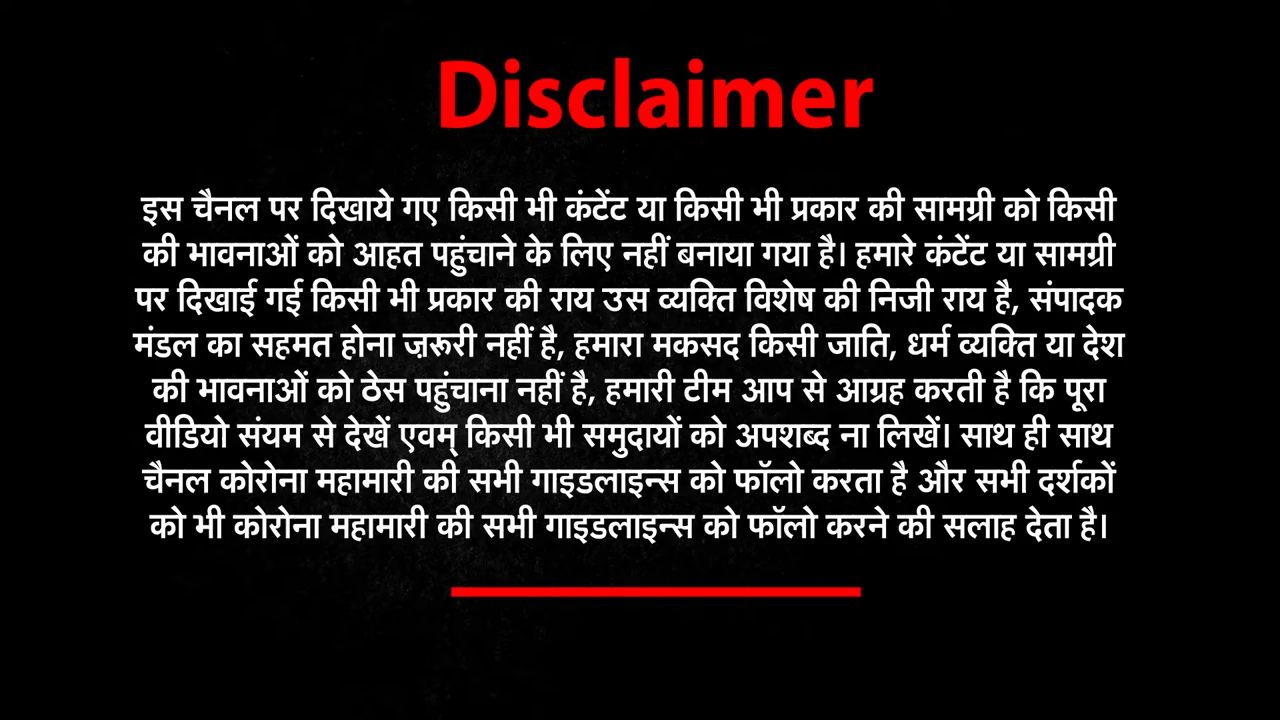 Disclaimer
इस चैनल पर दिखाये गए किसी भी कंटेंट या किसी भी प्रकार की सामग्री को किसी
की भावनाओं को आहत पहुंचाने के लिए नहीं बनाया गया है। हमारे कंटेंट या सामग्री
पर दिखाई गई किसी भी प्रकार की राय उस व्यक्ति विशेष की निजी राय है, संपादक
मंडल का सहमत होना ज़रूरी नहीं है, हमारा मकसद किसी जाति, धर्म व्यक्ति या देश
की भावनाओं को ठेस पहुंचाना नहीं है, हमारी टीम आप से आग्रह करती है कि पूरा
वीडियो संयम से देखें एवम् किसी भी समुदायों को अपशब्द ना लिखें। साथ ही साथ
चैनल कोरोना महामारी की सभी गाइडलाइन्स को फॉलो करता है और सभी दर्शकों
को भी कोरोना महामारी की सभी गाइडलाइन्स को फॉलो करने की सलाह देता है।